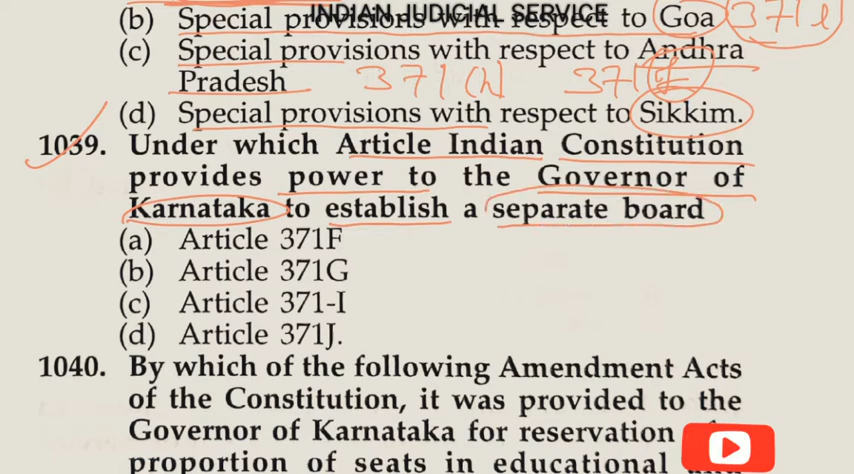 INDIAN JUDICIAL SERVICE
(b) Special provisions with respect to Goa 371
(c) Special provisions with respect to Andhra
Pradesh 371(h) 371
(d) Special provisions with respect to Sikkim.
1039. Under which Article Indian Constitution
provides power to the Governor of
Karnataka to establish a separate board
(a) Article 371F
(b) Article 371G
(c) Article 371-I
(d) Article 371J.
1040. By which of the following Amendment Acts
of the Constitution, it was provided to the
Governor of Karnataka for reservation
proportion of seats in educational